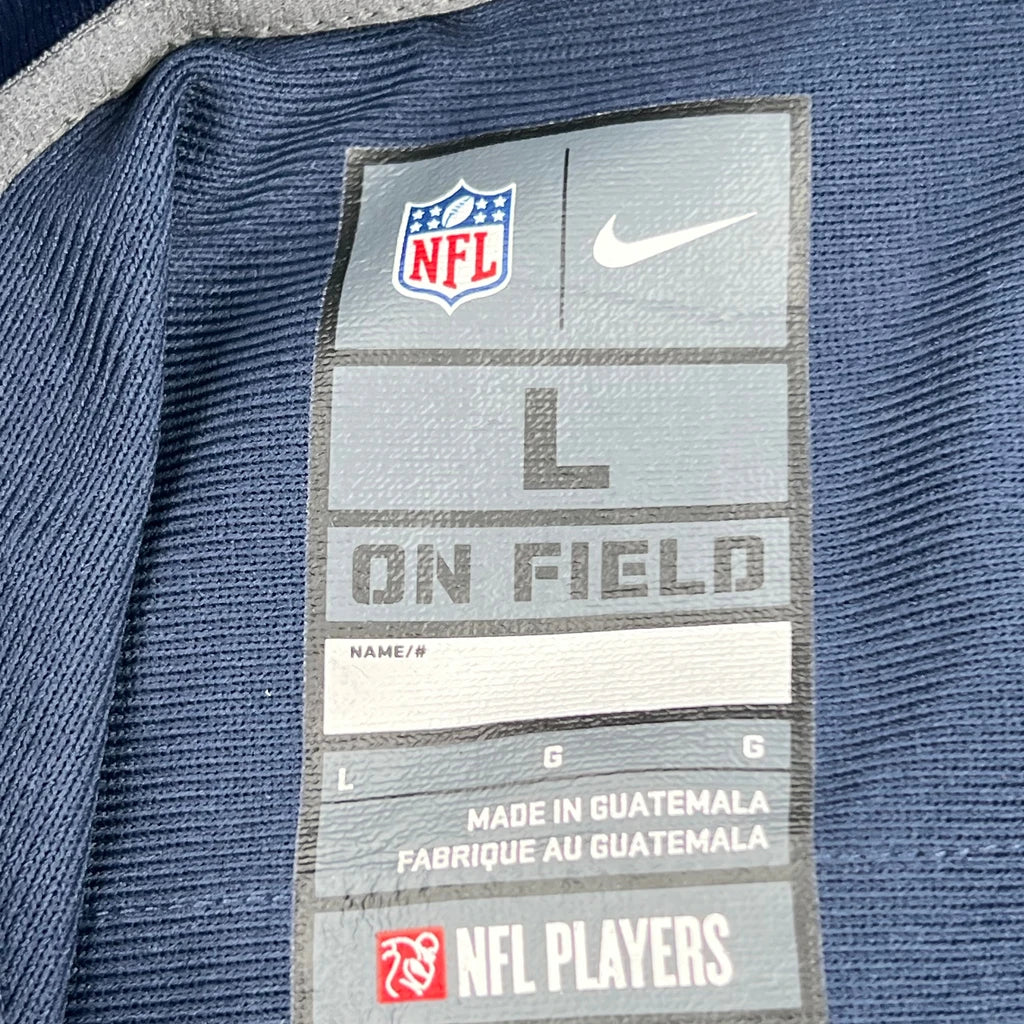 NFL
L
ON FIELD
NAME/#
L G G
MADE IN GUATEMALA
FABRIQUE AU GUATEMALA
NFL PLAYERS